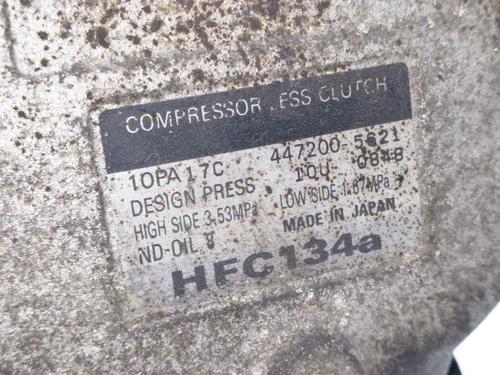 COMPRESSOR LESS CLUTCH
10PA17C 447200-5621
DESIGN PRESS 10U- 0848
HIGH SIDE 3.53MPa LOW SIDE 1.67MPa
ND-OIL 8 MADE IN JAPAN
HFC134a